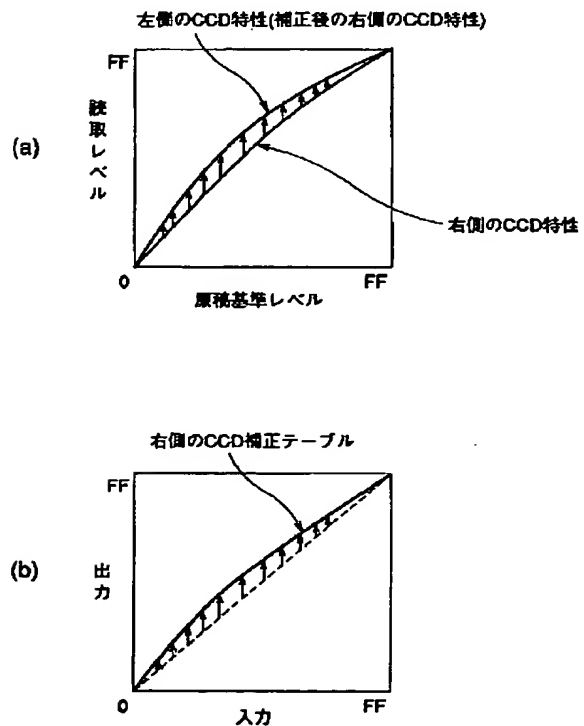 左側のCCD特性(補正後の右側のCCD特性)
FF
読取レベル
(a)
右側のCCD特性
0
FF
原稿基準レベル
右側のCCD補正テーブル
FF
(b)
出力
0
FF
入力